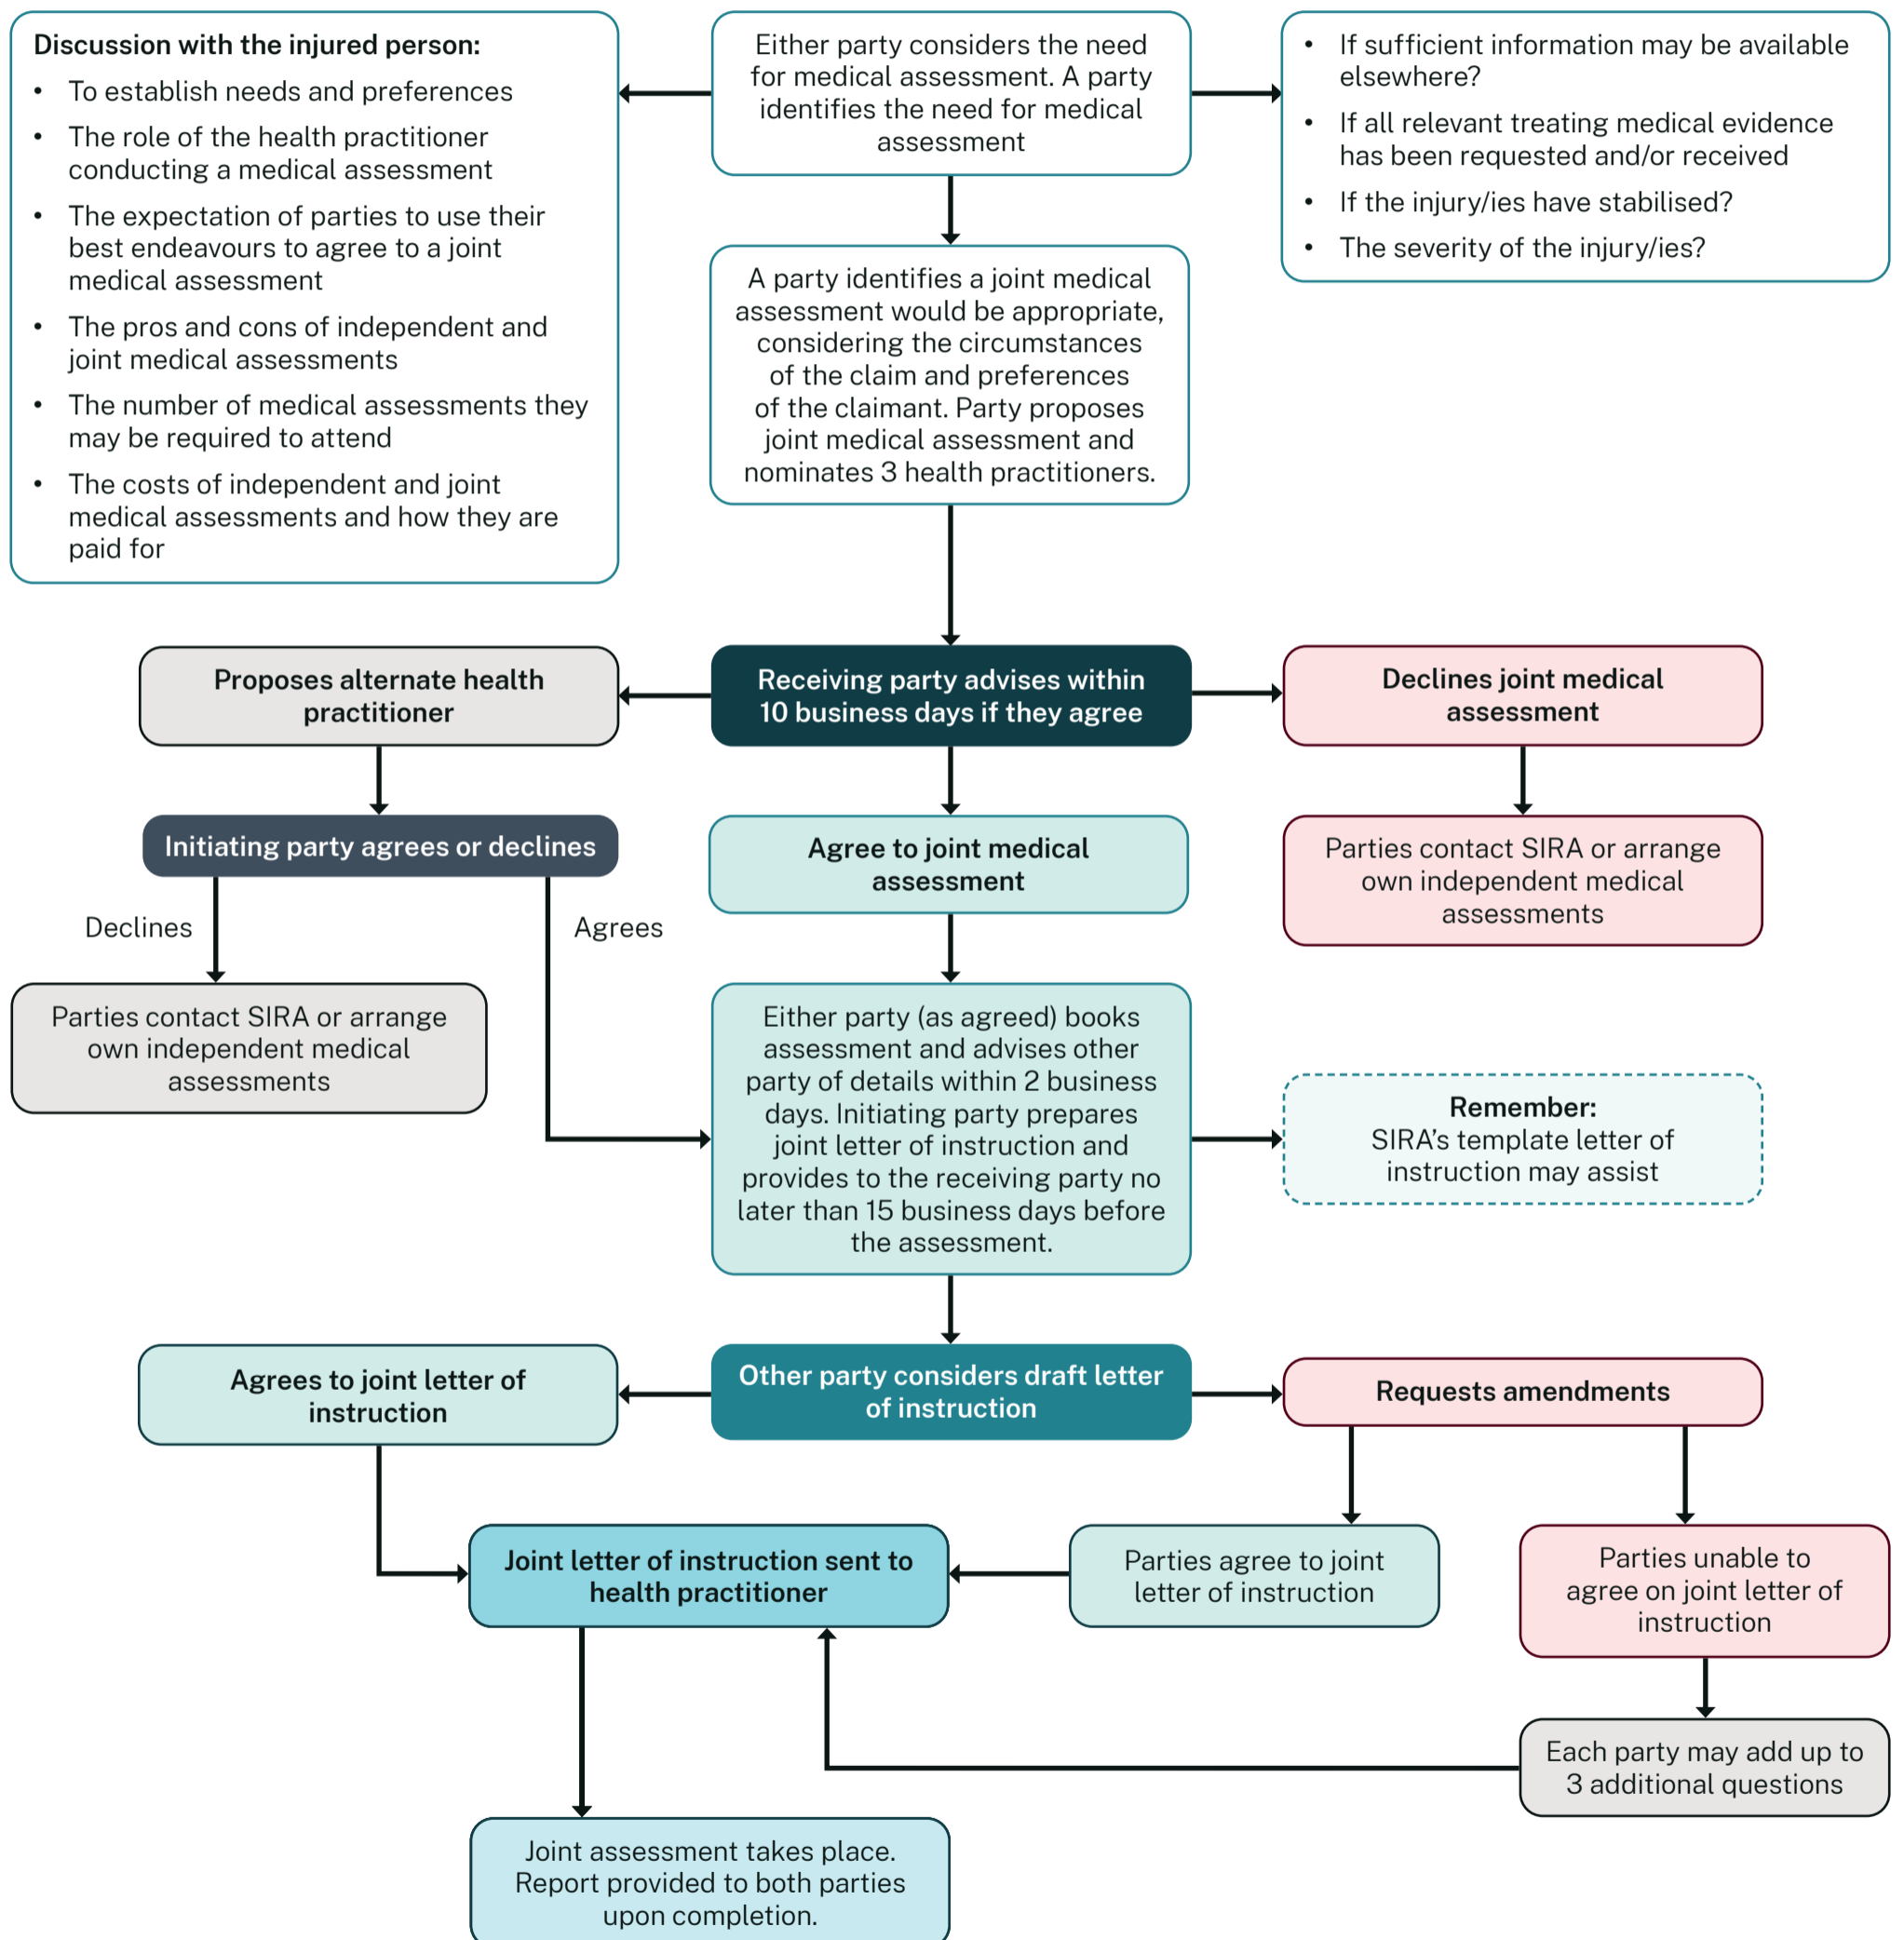 Discussion with the injured person:
• To establish needs and preferences
• The role of the health practitioner
conducting a medical assessment
• The expectation of parties to use their
best endeavours to agree to a joint
medical assessment
• The pros and cons of independent and
joint medical assessments
• The number of medical assessments they
may be required to attend
• The costs of independent and joint
medical assessments and how they are
paid for
Either party considers the need
for medical assessment. A party
identifies the need for medical
assessment
• If sufficient information may be available
elsewhere?
• If all relevant treating medical evidence
has been requested and/or received
• If the injury/ies have stabilised?
• The severity of the injury/ies?
A party identifies a joint medical
assessment would be appropriate,
considering the circumstances
of the claim and preferences
of the claimant. Party proposes
joint medical assessment and
nominates 3 health practitioners.
Proposes alternate health
practitioner
Receiving party advises within
10 business days if they agree
Declines joint medical
assessment
Initiating party agrees or declines
Agree to joint medical
assessment
Parties contact SIRA or arrange
own independent medical
assessments
Declines
Agrees
Parties contact SIRA or arrange
own independent medical
assessments
Either party (as agreed) books
assessment and advises other
party of details within 2 business
days. Initiating party prepares
joint letter of instruction and
provides to the receiving party no
later than 15 business days before
the assessment.
Remember:
SIRA’s template letter of
instruction may assist
Agrees to joint letter of
instruction
Other party considers draft letter
of instruction
Requests amendments
Joint letter of instruction sent to
health practitioner
Parties agree to joint
letter of instruction
Parties unable to
agree on joint letter of
instruction
Each party may add up to
3 additional questions
Joint assessment takes place.
Report provided to both parties
upon completion.